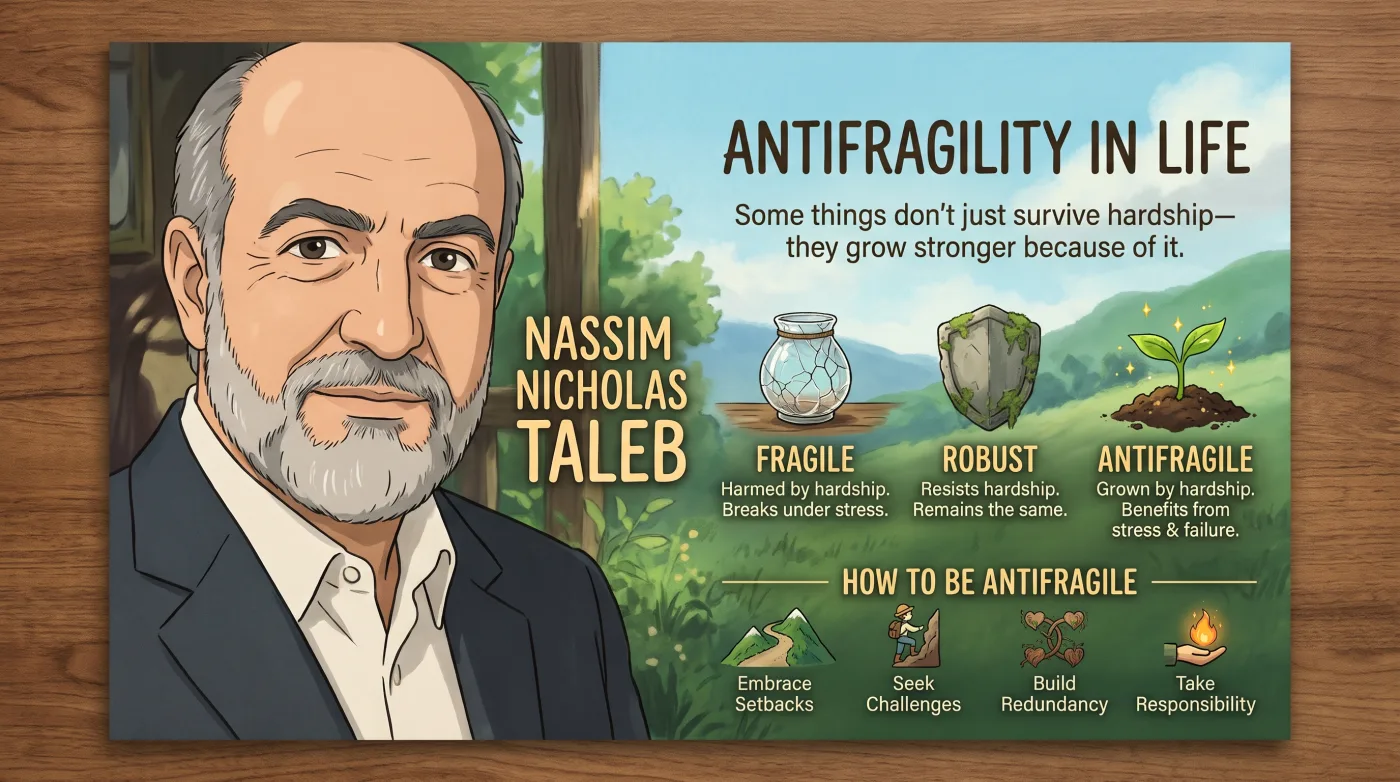 ANTIFRAGILITY IN LIFE
Some things don't just survive hardship—
they grow stronger because of it.
NASSIM
NICHOLAS
TALEB
FRAGILE
Harmed by hardship.
Breaks under stress.
ROBUST
Resists hardship.
Remains the same.
ANTIFRAGILE
Grown by hardship.
Benefits from
stress & failure.
HOW TO BE ANTIFRAGILE
Embrace
Setbacks
Seek
Challenges
Build
Redundancy
Take
Responsibility